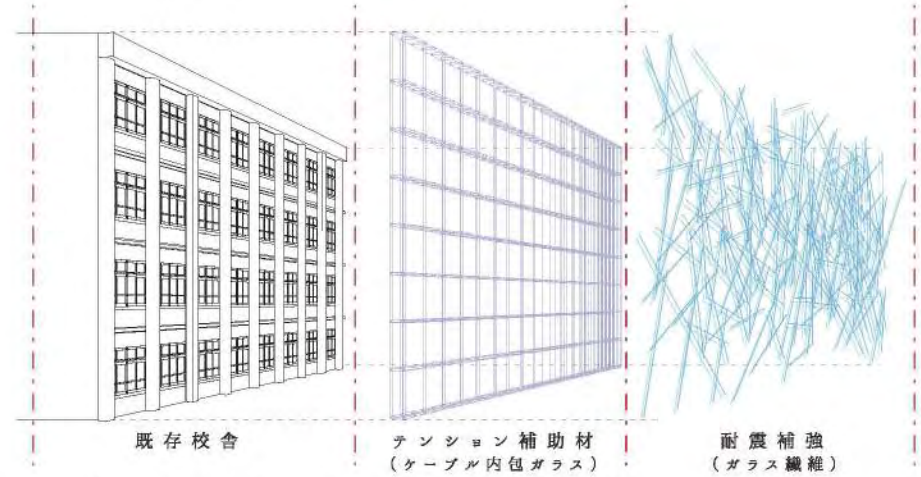 既存校舎
テンション補助材
(ケーブル内包ガラス)
耐震補強
(ガラス繊維)